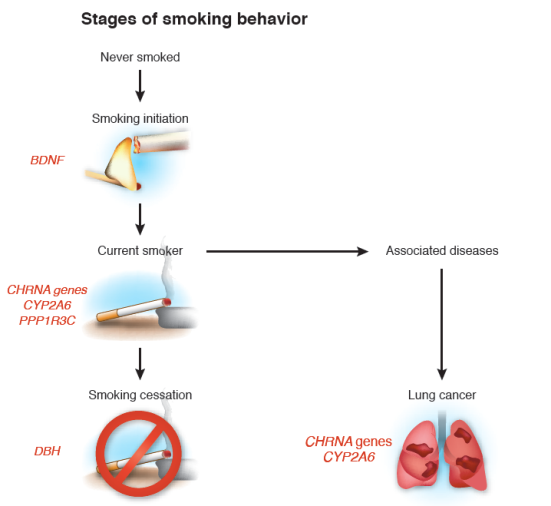 Stages of smoking behavior
Never smoked
Smoking initiation
BDNF
Current smoker
Associated diseases
CHRNA genes
CYP2A6
PPP1R3C
Smoking cessation
Lung cancer
DBH
CHRNA genes
CYP2A6